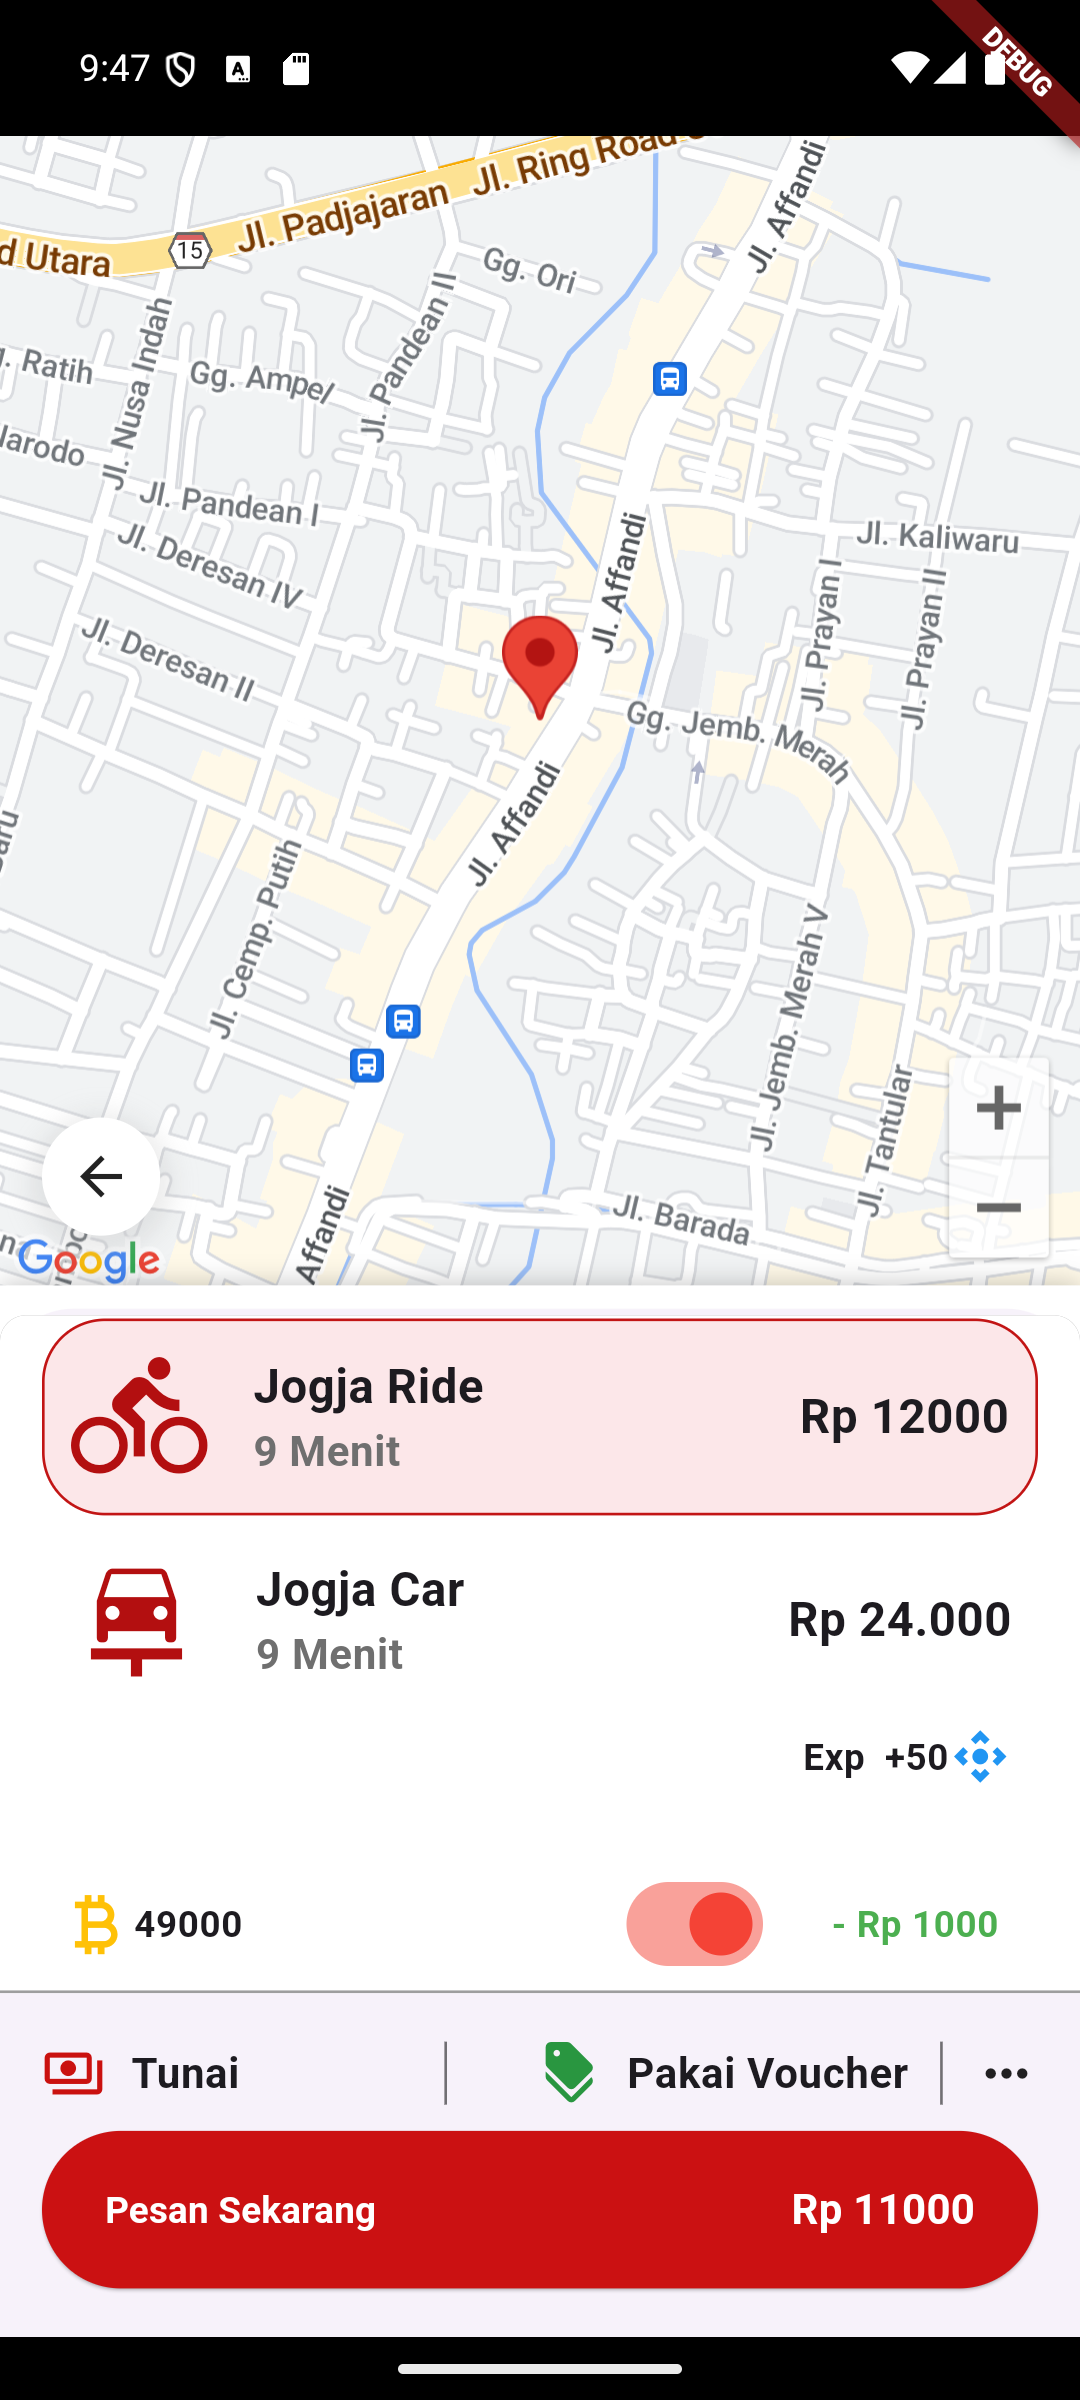 9:47
DEBUG
Jl. Padjajaran
Jl. Ring Road
d Utara
15
Jl. Affandi
Gg. Ori
Jl. Pandean II
Jl. Nusa Indah
. Ratih
Gg. Ampel
arodo
Jl. Pandean I
Jl. Deresan IV
Jl. Kaliwaru
Jl. Affandi
Jl. Prayan I
Jl. Prayan II
Jl. Deresan II
Gg. Jemb. Merah
Jl. Affandi
aru
Jl. Cemp. Putih
Jl. Jemb. Merah V
Jl. Tantular
+
Affandi
Jl. Barada
−
Google
Jogja Ride
9 Menit
Rp 12000
Jogja Car
9 Menit
Rp 24.000
Exp +50
49000
- Rp 1000
Tunai
Pakai Voucher
Pesan Sekarang
Rp 11000